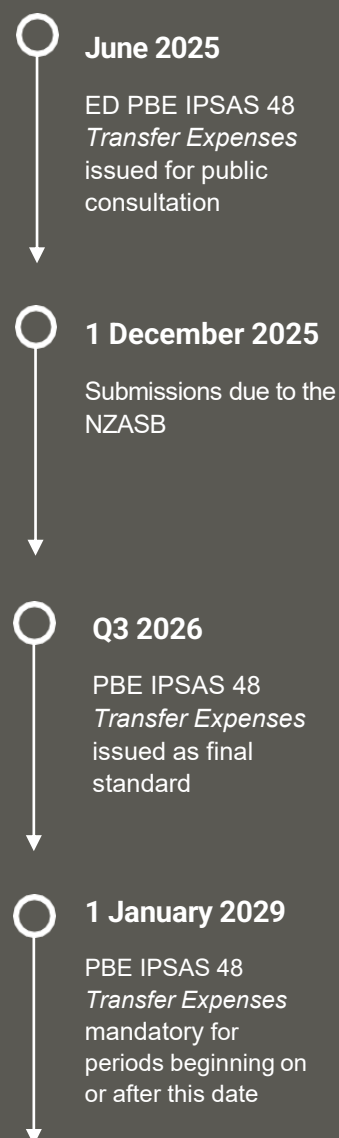 June 2025
ED PBE IPSAS 48
Transfer Expenses
issued for public
consultation
1 December 2025
Submissions due to the
NZASB
Q3 2026
PBE IPSAS 48
Transfer Expenses
issued as final
standard
1 January 2029
PBE IPSAS 48
Transfer Expenses
mandatory for
periods beginning on
or after this date